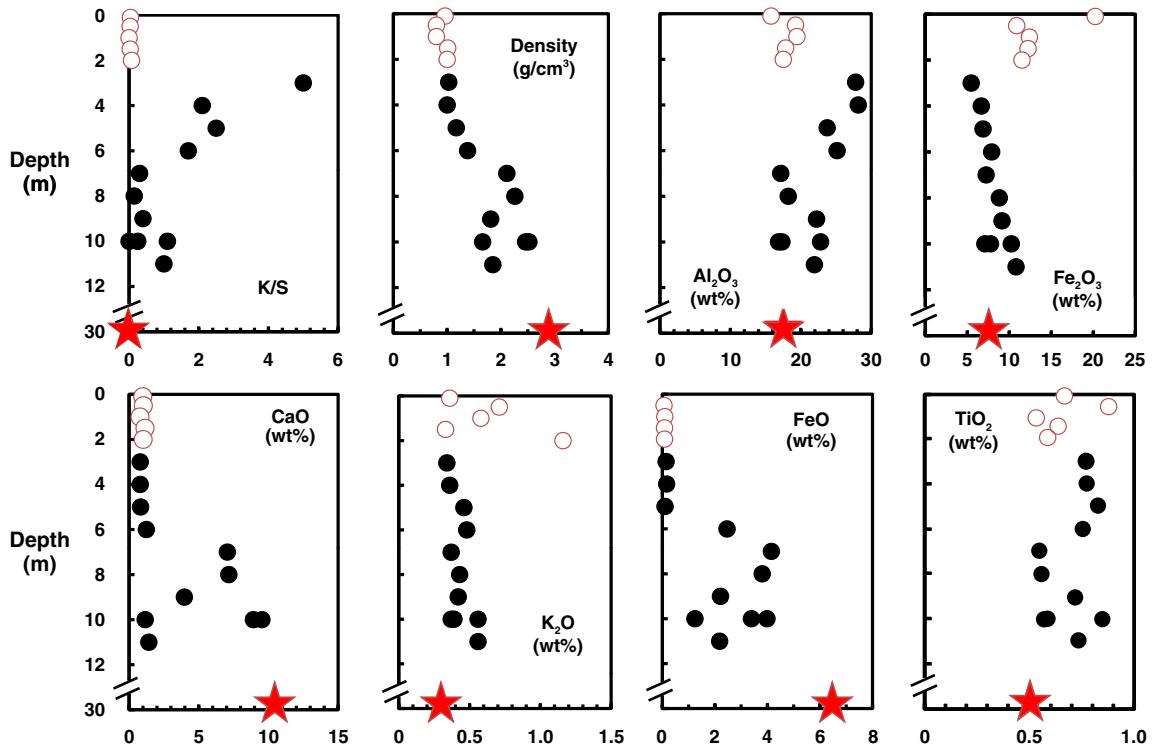 0
2
4
6
8
10
12
30
Depth
(m)
K/S
0 2 4 6
Density
(g/cm³)
0 1 2 3 4
Al₂O₃
(wt%)
0 10 20 30
Fe₂O₃
(wt%)
0 5 10 15 20 25
0
2
4
6
8
10
12
30
Depth
(m)
CaO
(wt%)
0 5 10 15
K₂O
(wt%)
0 0.5 1.0 1.5
FeO
(wt%)
0 2 4 6 8
TiO₂
(wt%)
0 0.5 1.0